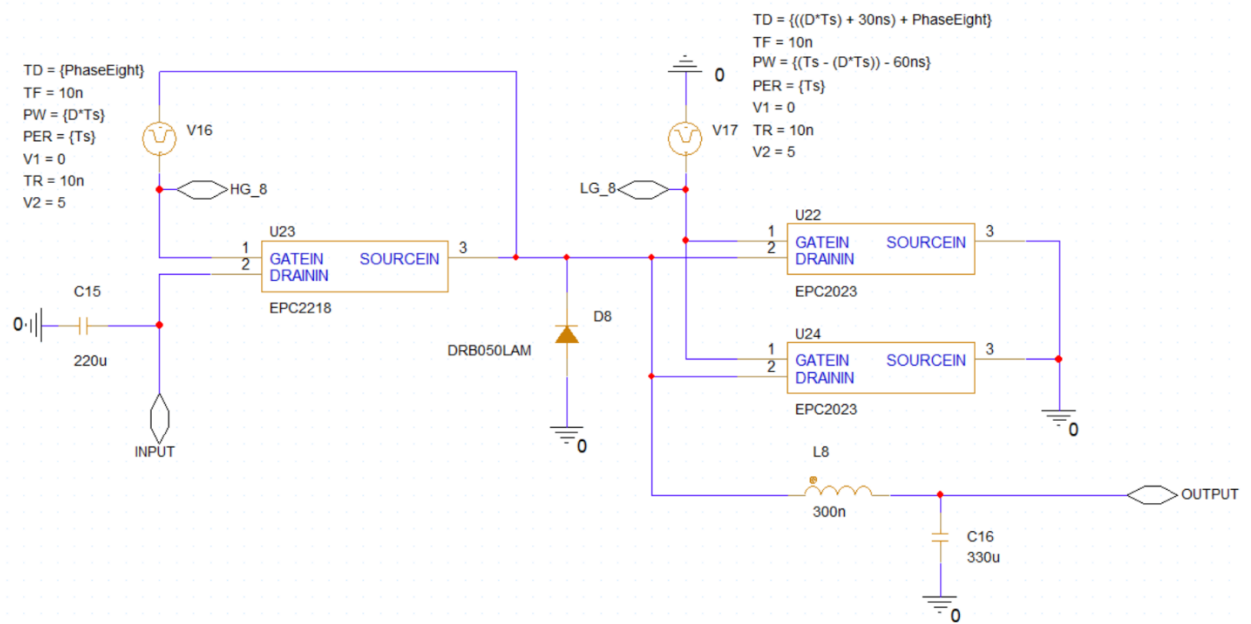 TD = {((D*Ts) + 30ns) + PhaseEight}
TF = 10n
PW = {(Ts - (D*Ts)) - 60ns}
PER = {Ts}
V1 = 0
TR = 10n
V2 = 5
0
V17
TD = {PhaseEight}
TF = 10n
PW = {D*Ts}
PER = {Ts}
V1 = 0
TR = 10n
V2 = 5
V16
HG_8
LG_8
U23
1
2
GATEIN
DRAININ
SOURCEIN
3
EPC2218
U22
1
2
GATEIN
DRAININ
SOURCEIN
3
EPC2023
C15
0
220u
INPUT
D8
DRB050LAM
0
U24
1
2
GATEIN
DRAININ
SOURCEIN
3
EPC2023
0
L8
300n
OUTPUT
C16
330u
0